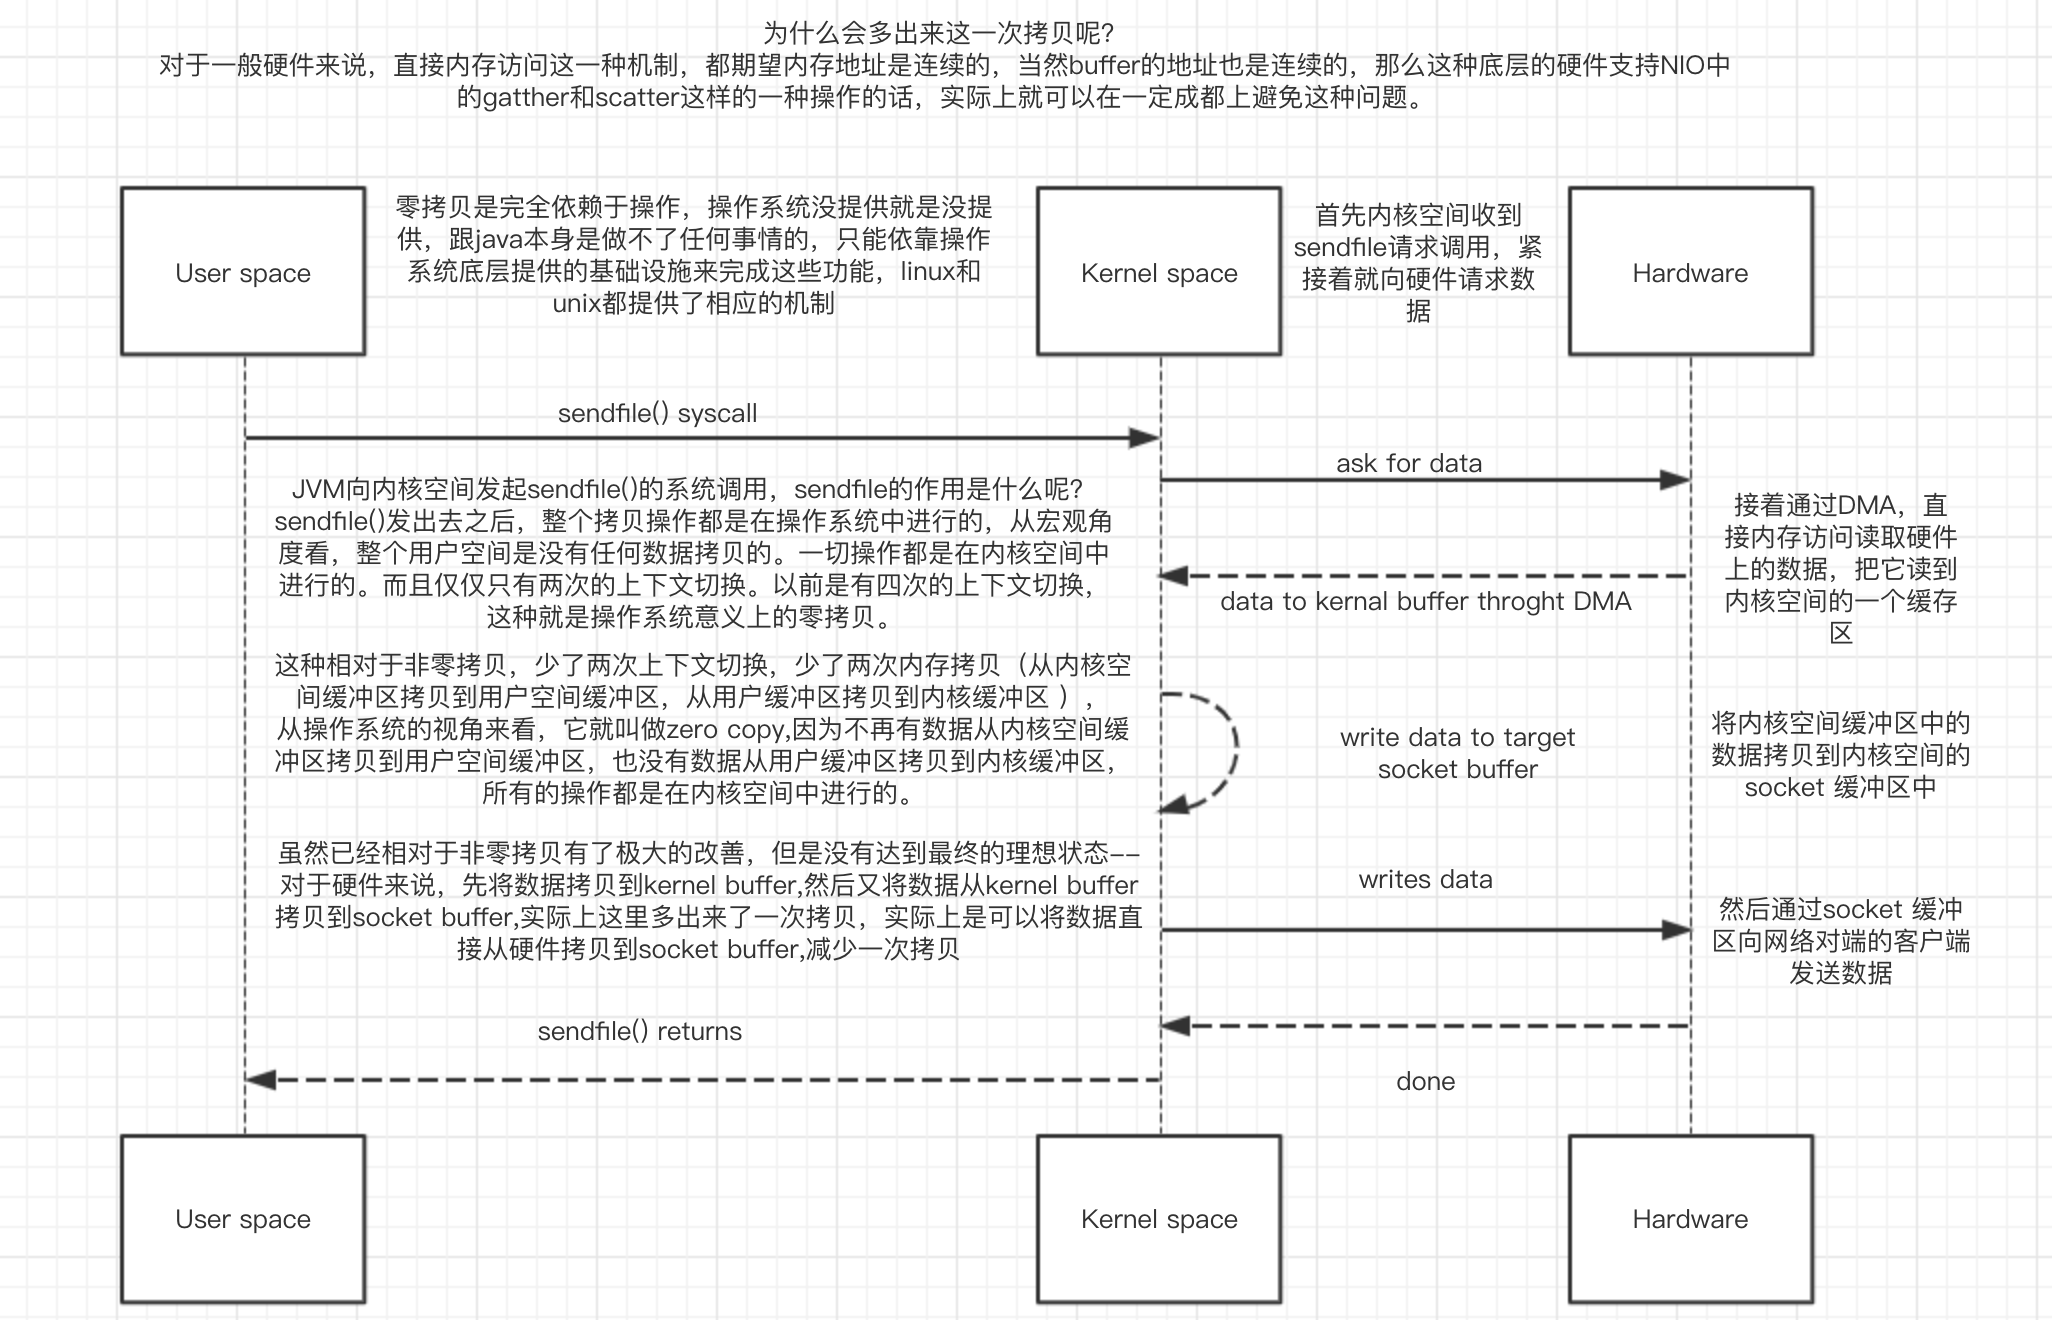 为什么会多出来这一次拷贝呢？
对于一般硬件来说，直接内存访问这一种机制，都期望内存地址是连续的，当然buffer的地址也是连续的，那么这种底层的硬件支持NIO中
的gatther和scatter这样的一种操作的话，实际上就可以在一定成都上避免这种问题。
User space
零拷贝是完全依赖于操作，操作系统没提供就是没提
供，跟java本身是做不了任何事情的，只能依靠操作
系统底层提供的基础设施来完成这些功能，linux和
unix都提供了相应的机制
Kernel space
首先内核空间收到
sendfile请求调用，紧
接着就向硬件请求数
据
Hardware
sendfile() syscall
ask for data
JVM向内核空间发起sendfile()的系统调用，sendfile的作用是什么呢？
sendfile()发出去之后，整个拷贝操作都是在操作系统中进行的，从宏观角
度看，整个用户空间是没有任何数据拷贝的。一切操作都是在内核空间中
进行的。而且仅仅只有两次的上下文切换。以前是有四次的上下文切换，
这种就是操作系统意义上的零拷贝。
接着通过DMA，直
接内存访问读取硬件
上的数据，把它读到
内核空间的一个缓存
区
data to kernal buffer throght DMA
这种相对于非零拷贝，少了两次上下文切换，少了两次内存拷贝（从内核空
间缓冲区拷贝到用户空间缓冲区，从用户缓冲区拷贝到内核缓冲区 ），
从操作系统的视角来看，它就叫做zero copy,因为不再有数据从内核空间缓
冲区拷贝到用户空间缓冲区，也没有数据从用户缓冲区拷贝到内核缓冲区，
所有的操作都是在内核空间中进行的。
write data to target
socket buffer
将内核空间缓冲区中的
数据拷贝到内核空间的
socket 缓冲区中
虽然已经相对于非零拷贝有了极大的改善，但是没有达到最终的理想状态--
对于硬件来说，先将数据拷贝到kernel buffer,然后又将数据从kernel buffer
拷贝到socket buffer,实际上这里多出来了一次拷贝，实际上是可以将数据直
接从硬件拷贝到socket buffer,减少一次拷贝
writes data
然后通过socket 缓冲
区向网络对端的客户端
发送数据
sendfile() returns
done
User space
Kernel space
Hardware